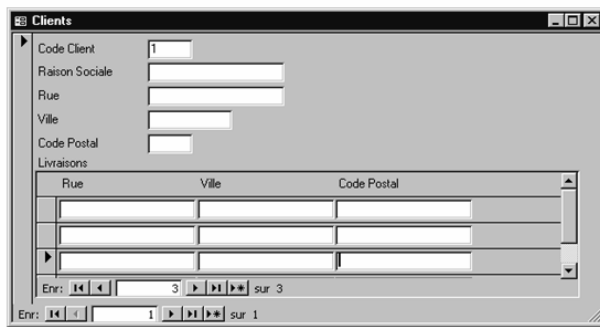 Clients
Code Client 1
Raison Sociale
Rue
Ville
Code Postal
Livraisons
Rue Ville Code Postal
Enr: 3 sur 3
Enr: 1 sur 1